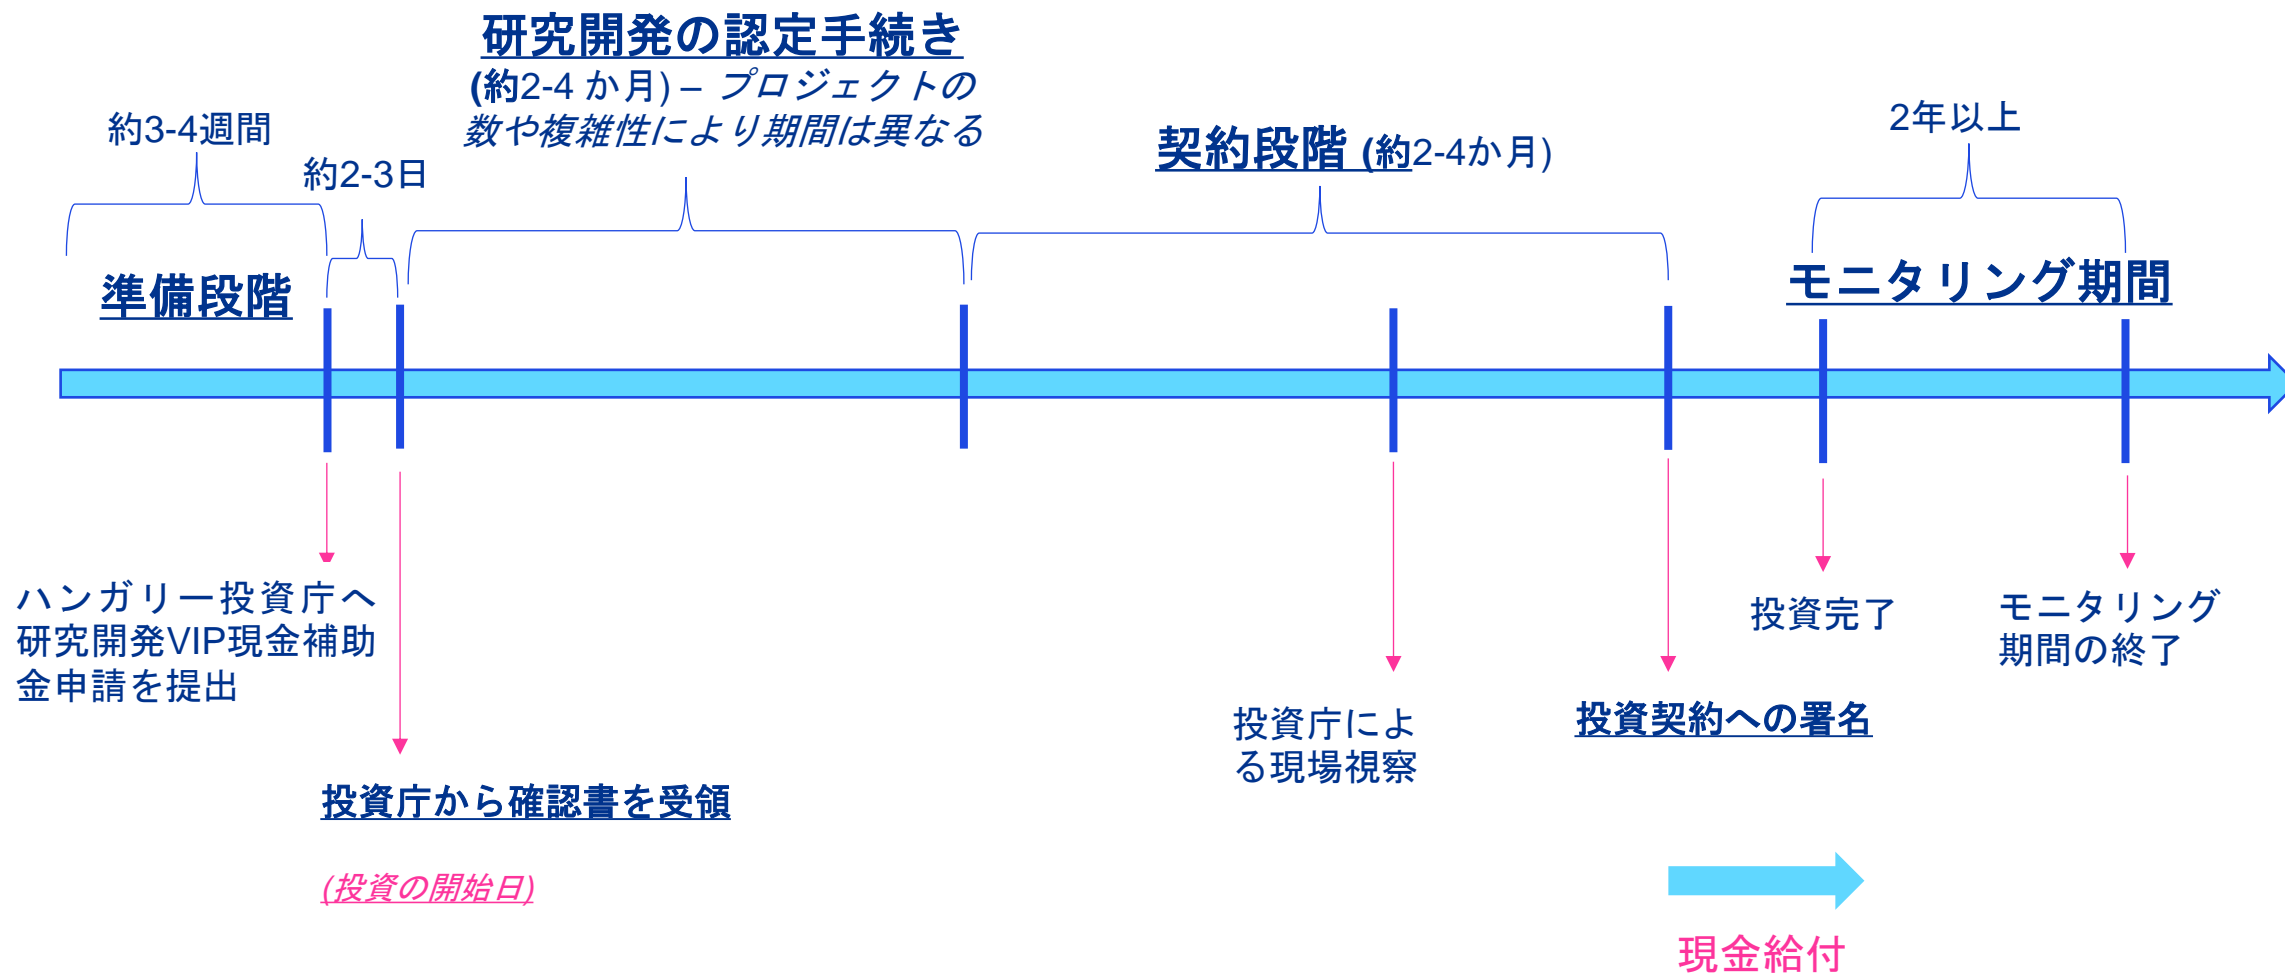 研究開発の認定手続き
(約2-4 か月) – プロジェクトの
数や複雑性により期間は異なる
約3-4週間
約2-3日
契約段階 (約2-4か月)
2年以上
準備段階
モニタリング期間
ハンガリー投資庁へ
研究開発VIP現金補助
金申請を提出
投資庁から確認書を受領
(投資の開始日)
投資庁によ
る現場視察
投資契約への署名
投資完了
モニタリング
期間の終了
現金給付